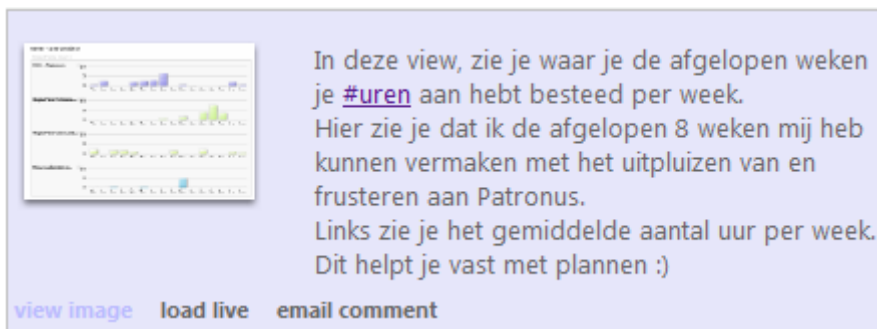 In deze view, zie je waar je de afgelopen weken
je #uren aan hebt besteed per week.
Hier zie je dat ik de afgelopen 8 weken mij heb
kunnen vermaken met het uitpluizen van en
frusteren aan Patronus.
Links zie je het gemiddelde aantal uur per week.
Dit helpt je vast met plannen :)
view image load live email comment